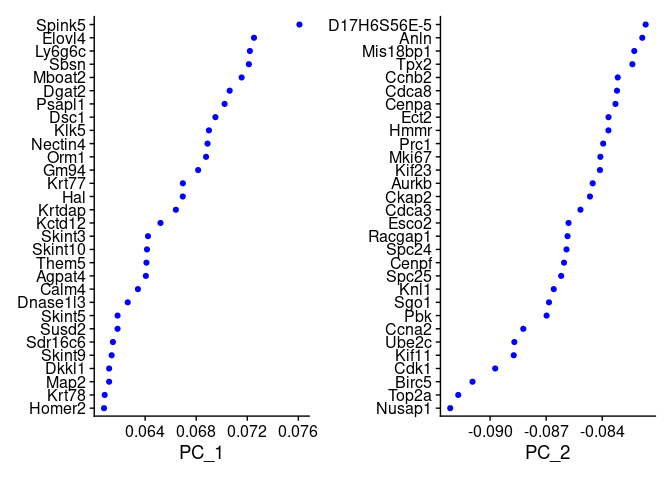 Spink5
Elovl4
Ly6g6c
Sbsn
Mboat2
Dgat2
Psapl1
Dsc1
Klk5
Nectin4
Orm1
Gm94
Krt77
Hal
Krtdap
Kctd12
Skint3
Skint10
Them5
Agpat4
Calm4
Dnase1l3
Skint5
Susd2
Sdr16c6
Skint9
Dkkl1
Map2
Krt78
Homer2
0.064 0.068 0.072 0.076
PC_1
D17H6S56E-5
Anln
Mis18bp1
Tpx2
Ccnb2
Cdca8
Cenpa
Ect2
Hmmr
Prc1
Mki67
Kif23
Aurkb
Ckap2
Cdca3
Esco2
Racgap1
Spc24
Cenpf
Spc25
Knl1
Sgo1
Pbk
Ccna2
Ube2c
Kif11
Cdk1
Birc5
Top2a
Nusap1
-0.090 -0.087 -0.084
PC_2